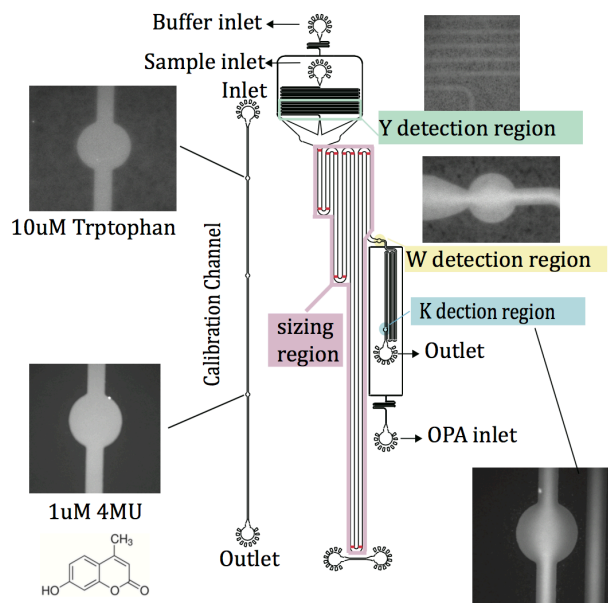 Buffer inlet
Sample inlet
Inlet
Y detection region
10uM Trptophan
W detection region
Calibration Channel
K dection region
sizing
region
Outlet
OPA inlet
1uM 4MU
Outlet
CH₃
HO
O
O